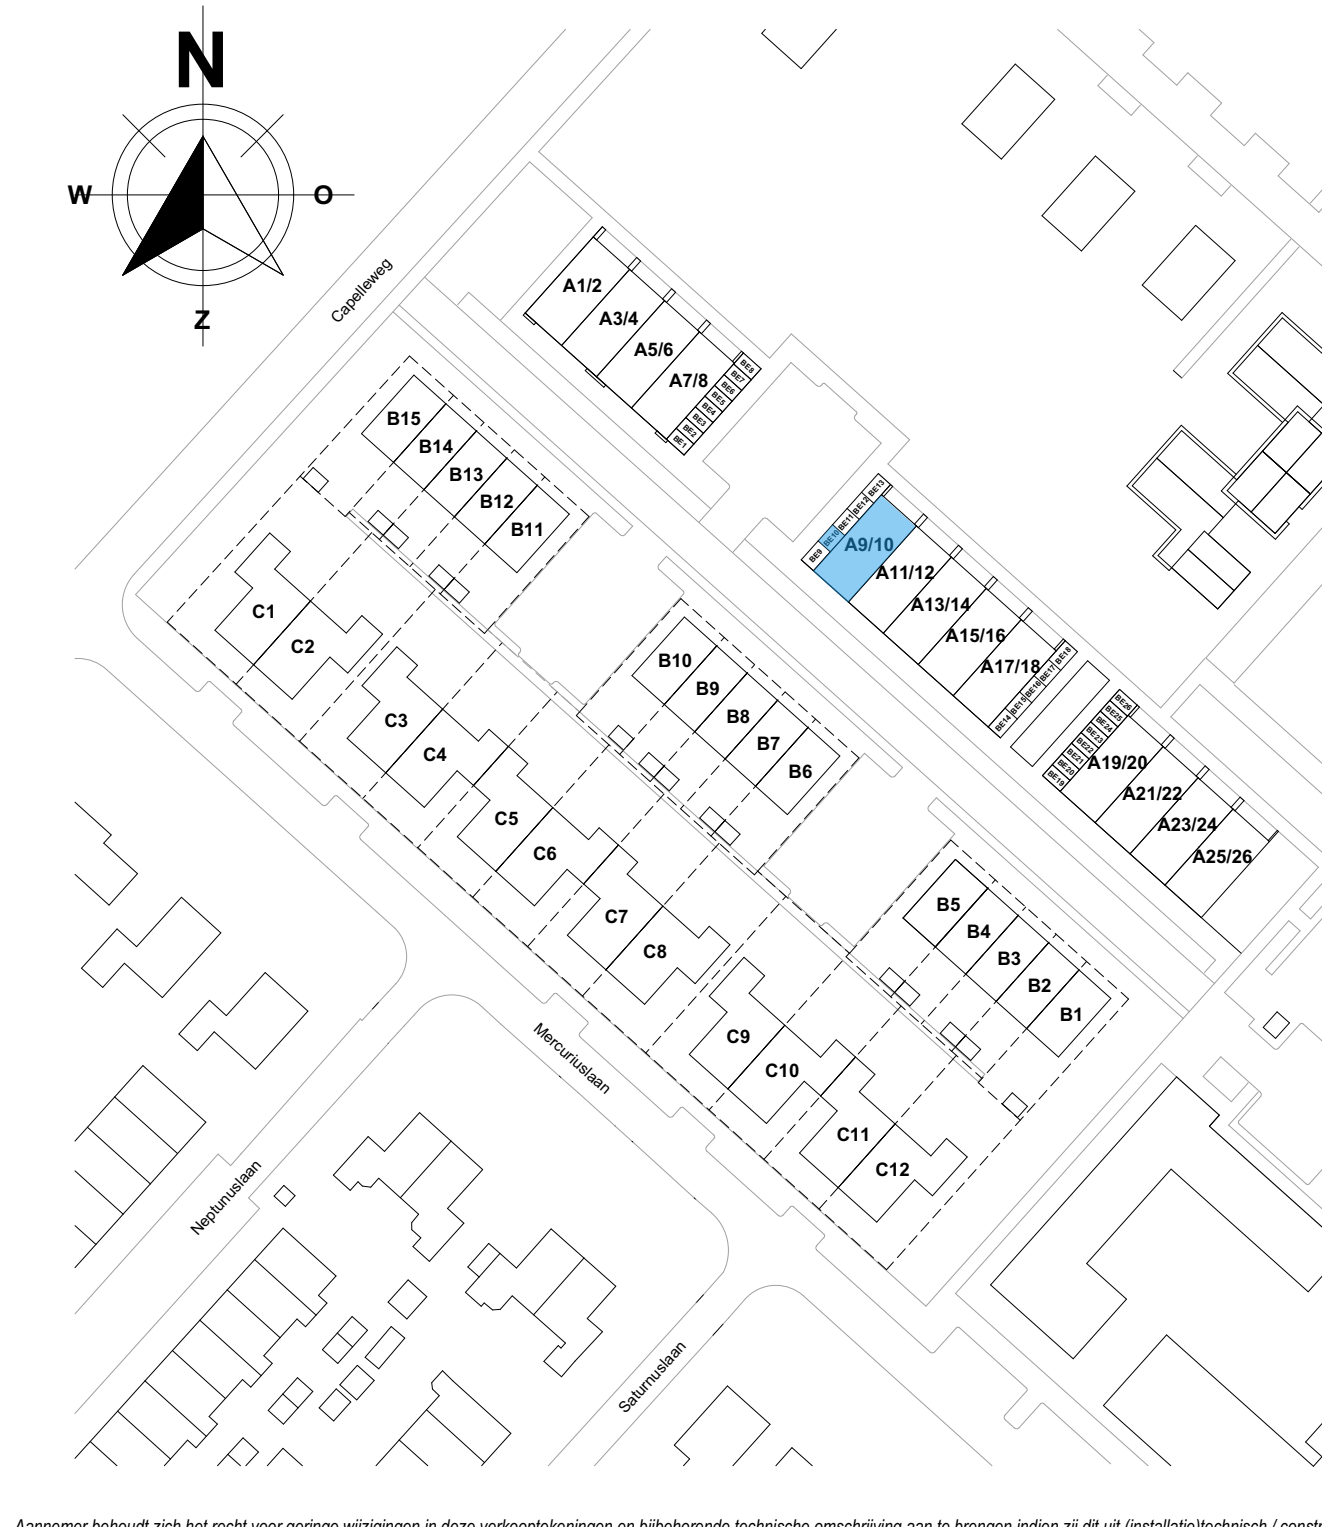 N
W
O
Z
Capelleweg
A1/2
A3/4
A5/6
A7/8
BE8
BE7
BE6
BE5
BE4
BE3
BE2
BE1
B15
B14
B13
B12
B11
BE13
BE12
BE11
BE10
BE9
A9/10
A11/12
A13/14
A15/16
A17/18
BE18
BE17
BE16
BE15
BE14
C1
C2
B10
B9
B8
B7
B6
BE26
BE25
BE24
BE23
BE22
BE21
BE20
BE19
A19/20
A21/22
A23/24
A25/26
C3
C4
C5
C6
C7
C8
B5
B4
B3
B2
B1
C9
C10
C11
C12
Mercuriuslaan
Neptunuslaan
Saturnuslaan
Aannemer behoudt zich het recht voor geringe wijzigingen in deze verkooptekeningen en bijbehorende technische omschrijving aan te brengen indien zij dit uit (installatie)technisch / constr